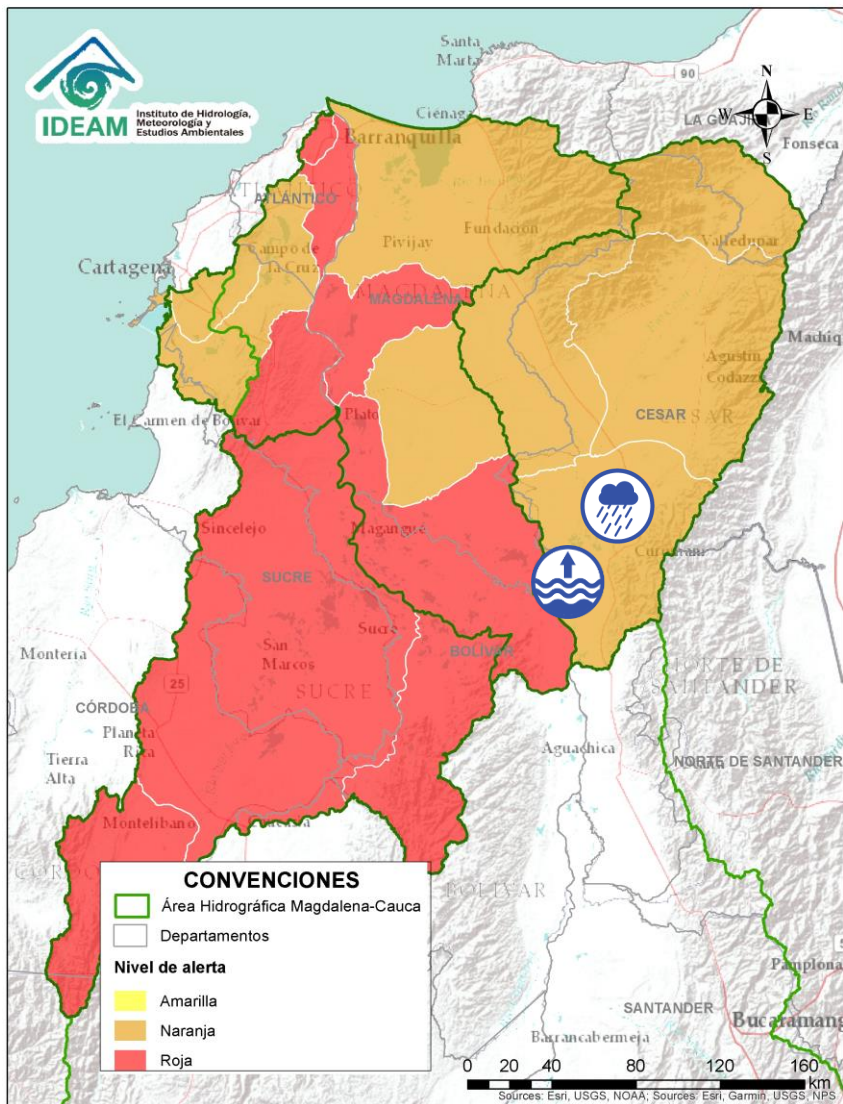 IDEAM
Instituto de Hidrología,
Meteorología y
Estudios Ambientales
Santa
Marta
90
N
W
E
S
LA GUAJIRA
Ciénaga
Fonseca
Barranquilla
ATLÁNTICO
Cartagena
Campo de
la Cruz
Pivijay
Fundación
Valledupar
MAGDALENA
Machiq
Agustín
Codazzi
El Carmen de Bolívar
Plato
CESAR
Sincelejo
Magangué
Curumaní
SUCRE
Montería
San
Marcos
Sucre
BOLÍVAR
25
SUCRE
NORTE DE
SANTANDER
CÓRDOBA
Planeta
Rica
Tierra
Alta
Aguachica
NORTE DE SANTANDER
Montelíbano
BOLÍVAR
CONVENCIONES
Área Hidrográfica Magdalena-Cauca
Departamentos
Nivel de alerta
Amarilla
Naranja
Roja
Pamplona
SANTANDER
Bucaramang
Barrancabermeja
0 20 40 80 120 160
km
Sources: Esri, USGS, NOAA; Sources: Esri, Garmin, USGS, NPS